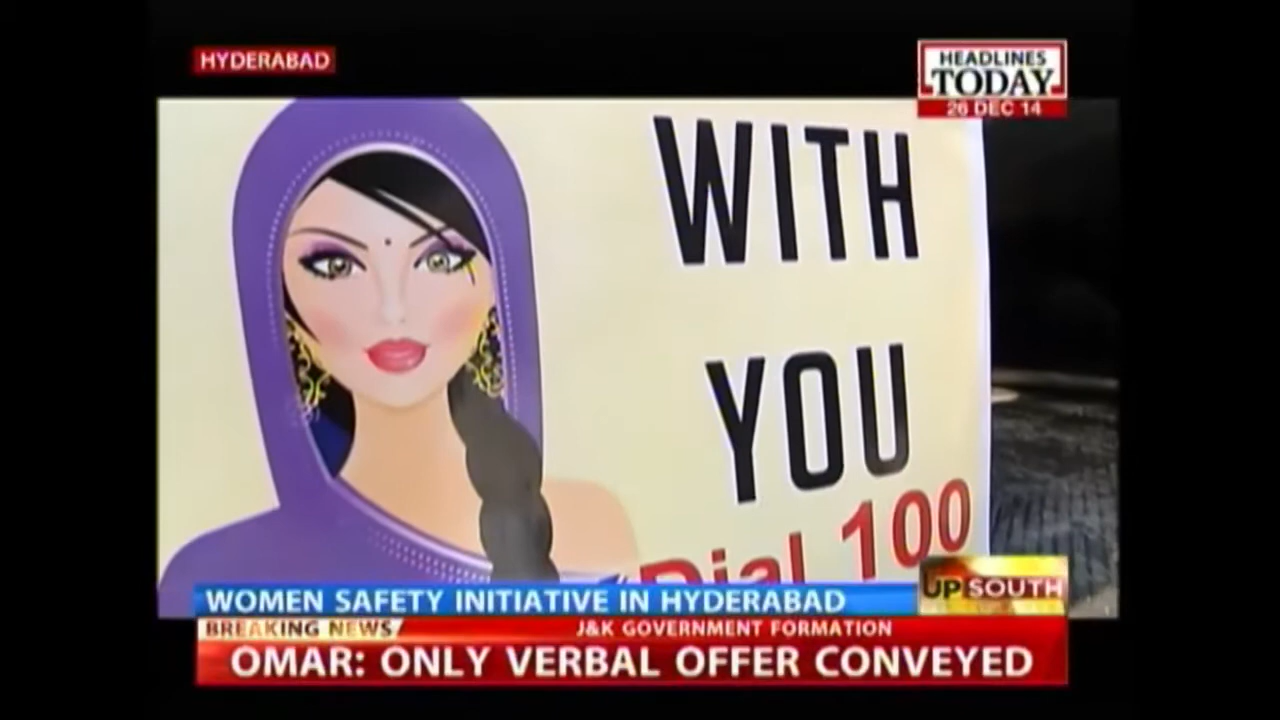 HYDERABAD
HEADLINES
TODAY
26 DEC 14
WITH
YOU
Dial 100
WOMEN SAFETY INITIATIVE IN HYDERABAD
UP SOUTH
BREAKING NEWS
J&K GOVERNMENT FORMATION
OMAR: ONLY VERBAL OFFER CONVEYED